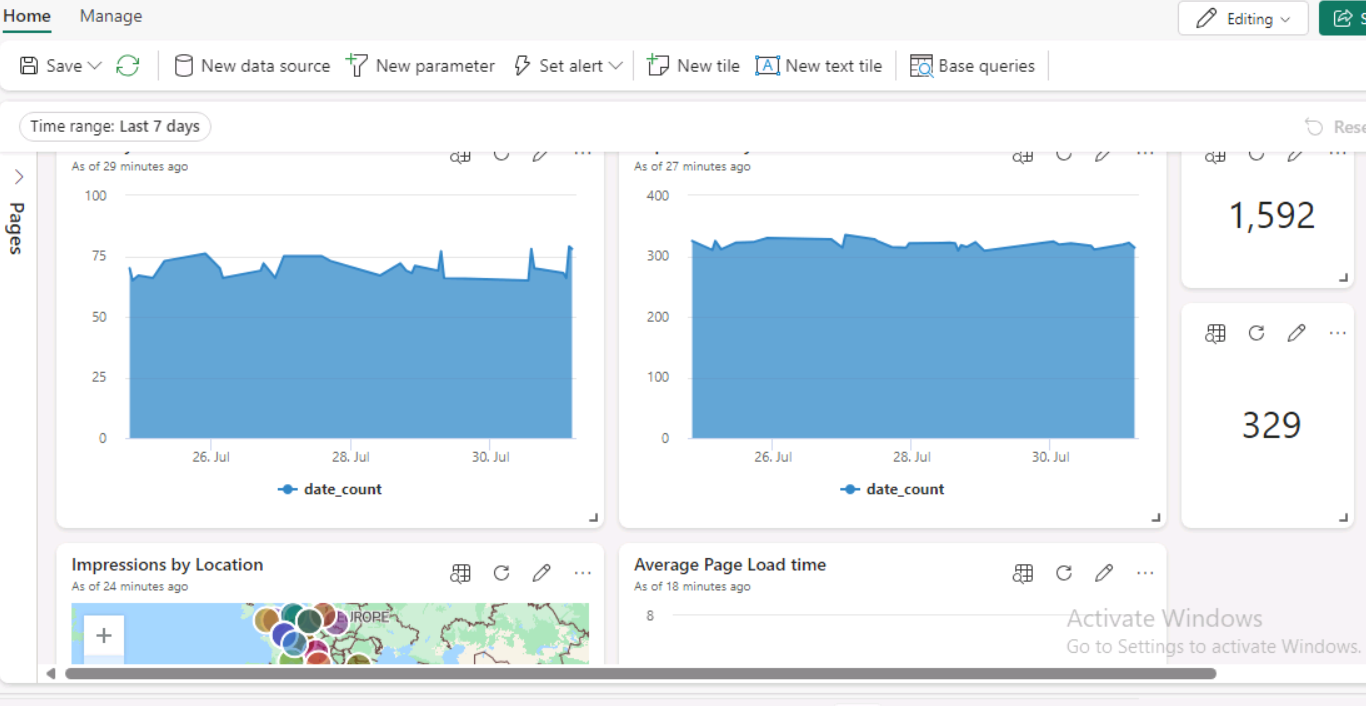 Home Manage Editing
Save New data source New parameter Set alert New tile New text tile Base queries
Time range: Last 7 days
As of 29 minutes ago
100
75
50
25
0
26. Jul 28. Jul 30. Jul
date_count
As of 27 minutes ago
400
300
200
100
0
26. Jul 28. Jul 30. Jul
date_count
1,592
329
Pages
Impressions by Location
As of 24 minutes ago
EUROPE
Average Page Load time
As of 18 minutes ago
8
Activate Windows
Go to Settings to activate Windows.